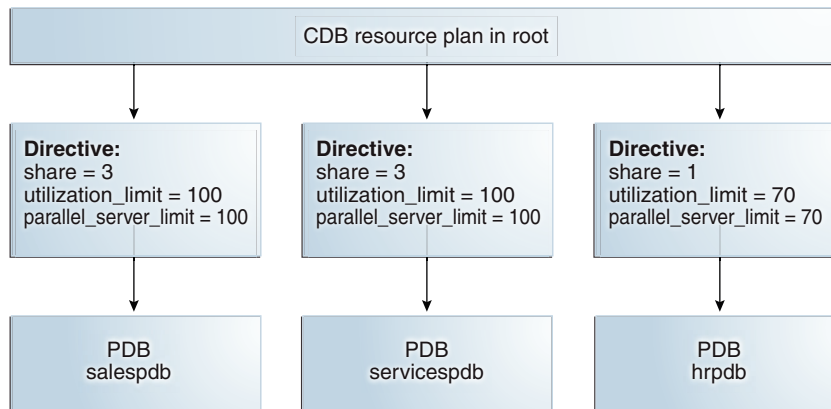 CDB resource plan in root
Directive:
share = 3
utilization_limit = 100
parallel_server_limit = 100
Directive:
share = 3
utilization_limit = 100
parallel_server_limit = 100
Directive:
share = 1
utilization_limit = 70
parallel_server_limit = 70
PDB
salespdb
PDB
servicespdb
PDB
hrpdb